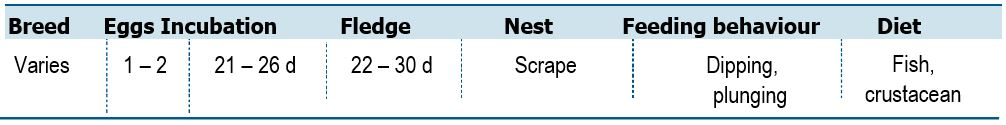 Breed Eggs Incubation Fledge Nest Feeding behaviour Diet
Varies 1 – 2 21 – 26 d 22 – 30 d Scrape Dipping, Fish,
plunging crustacean